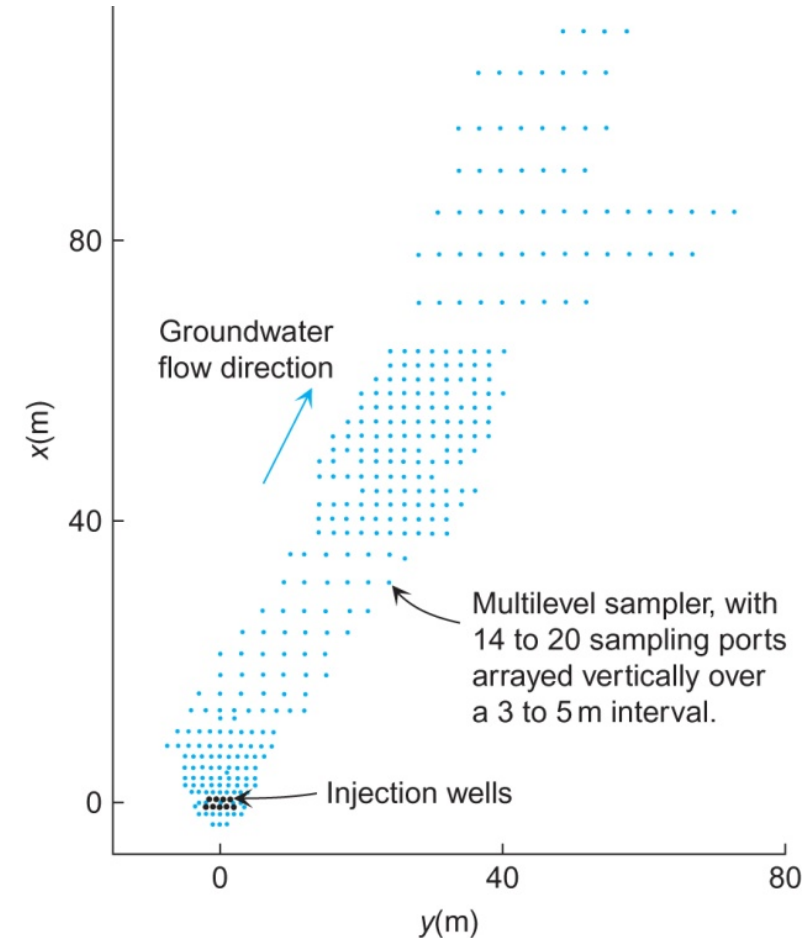 80
Groundwater
flow direction
x(m)
40
Multilevel sampler, with
14 to 20 sampling ports
arrayed vertically over
a 3 to 5 m interval.
Injection wells
0
0 40 80
y(m)